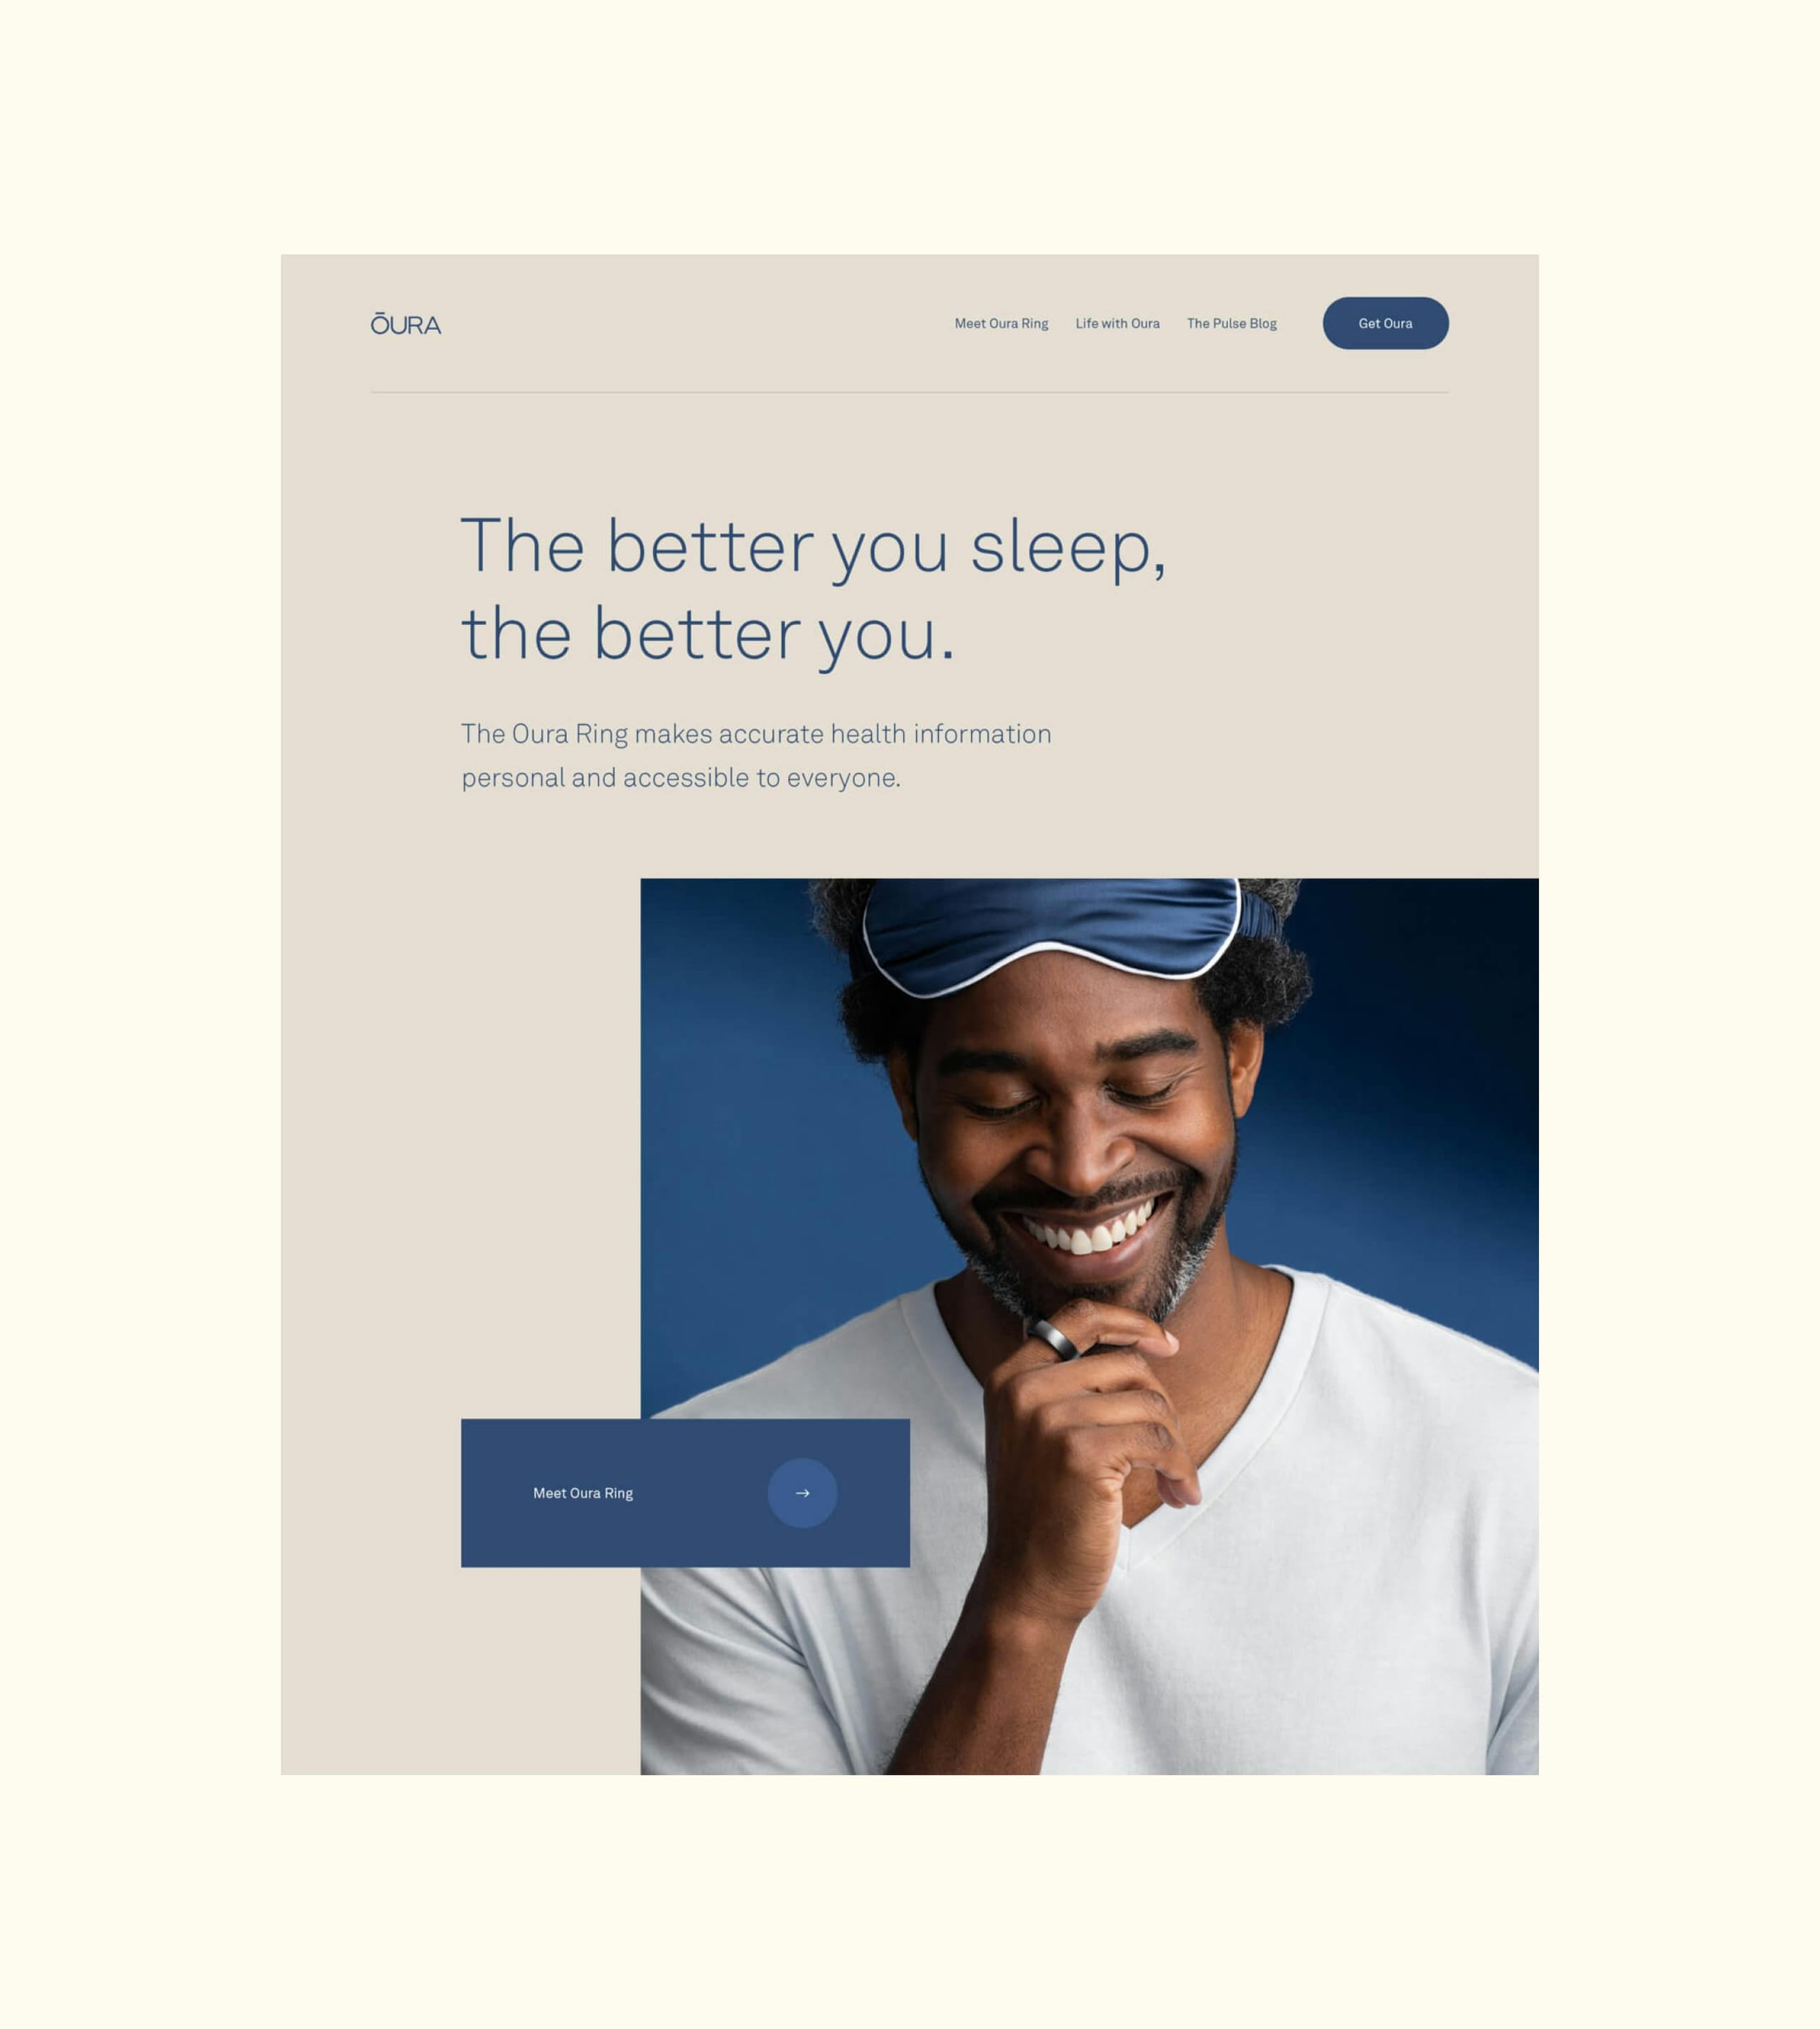 ŌURA
Meet Oura Ring
Life with Oura
The Pulse Blog
Get Oura
The better you sleep,
the better you.
The Oura Ring makes accurate health information
personal and accessible to everyone.
Meet Oura Ring →